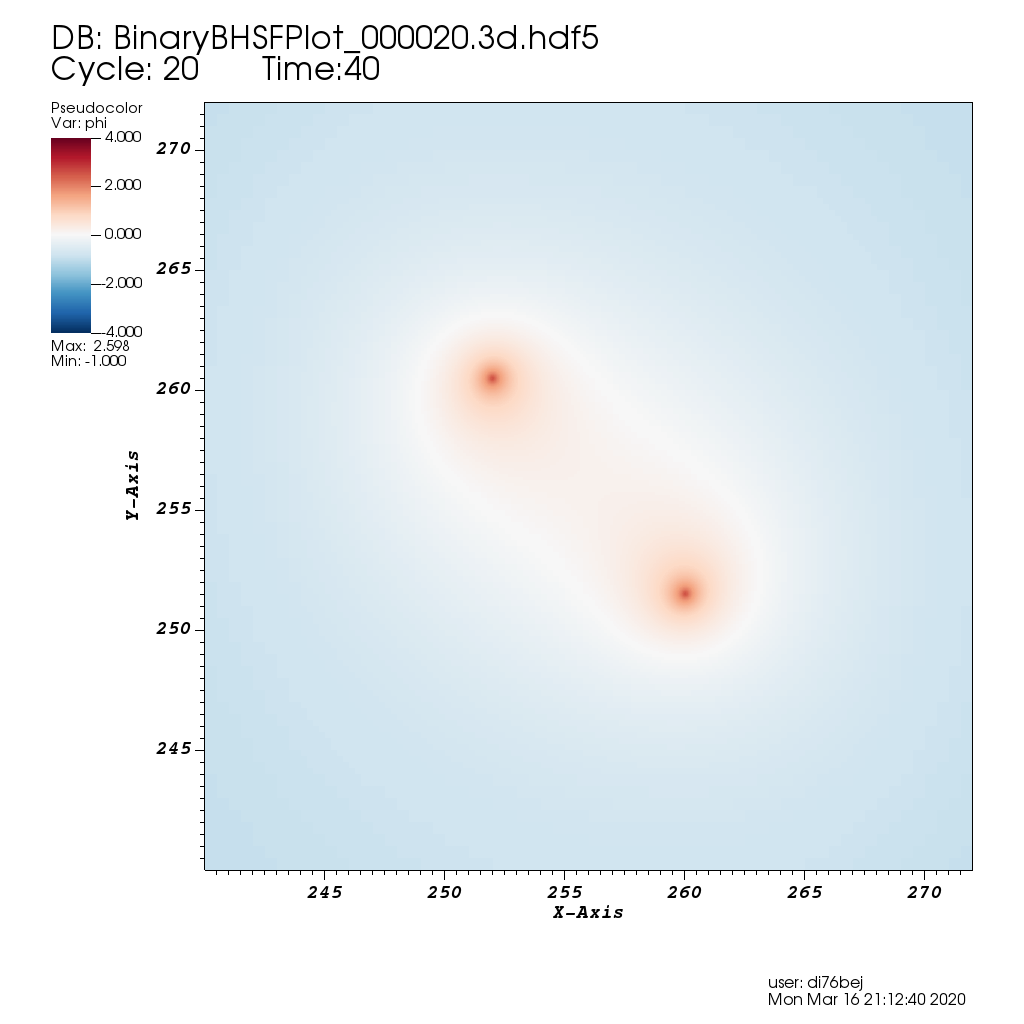 DB: BinaryBHSFPlot_000020.3d.hdf5
Cycle: 20 Time:40
Pseudocolor
Var: phi
4.000
2.000
0.000
-2.000
-4.000
Max: 2.598
Min: -1.000
270
265
260
255
250
245
Y-Axis
245 250 255 260 265 270
X-Axis
user: di76bej
Mon Mar 16 21:12:40 2020